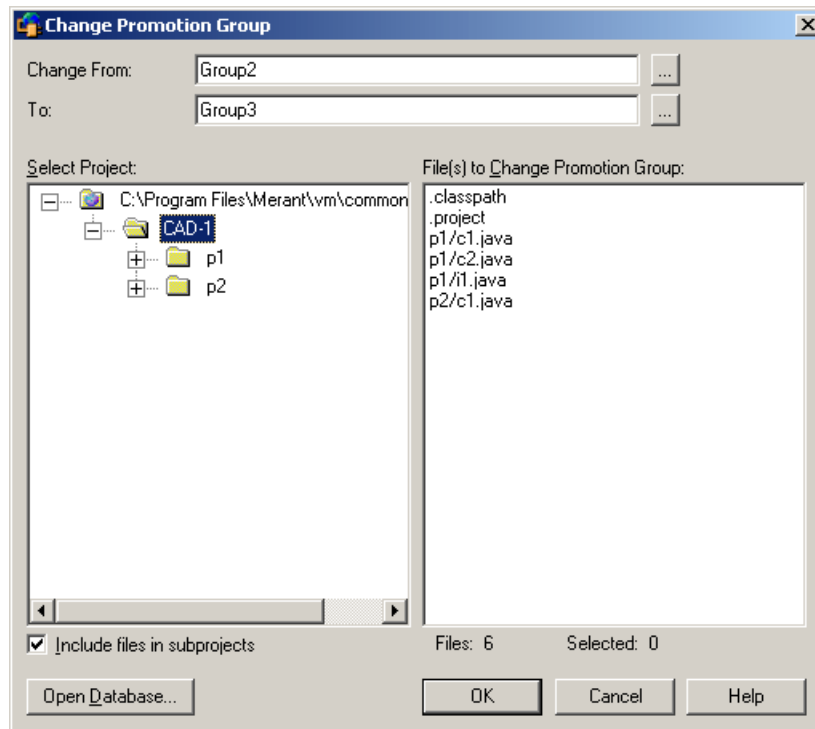 Change Promotion Group
Change From: Group2 ...
To: Group3 ...
Select Project:
C:\Program Files\Merant\vm\common
CAD-1
p1
p2
File(s) to Change Promotion Group:
.classpath
.project
p1/c1.java
p1/c2.java
p1/i1.java
p2/c1.java
Include files in subprojects
Files: 6 Selected: 0
Open Database... OK Cancel Help